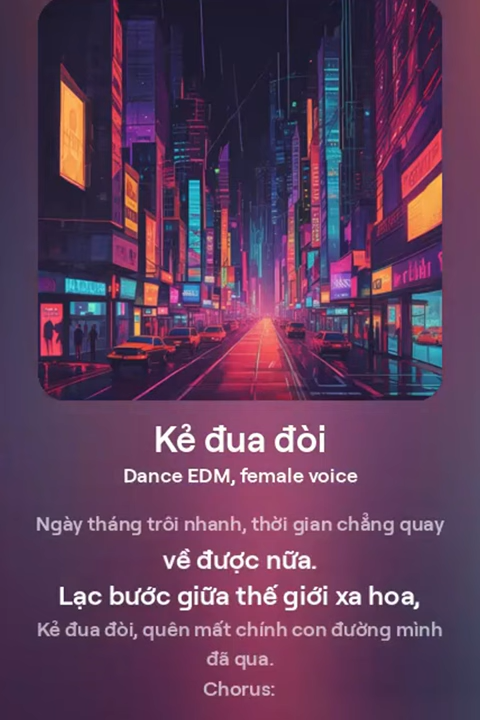 Kẻ đua đòi
Dance EDM, female voice
Ngày tháng trôi nhanh, thời gian chẳng quay
về được nữa.
Lạc bước giữa thế giới xa hoa,
Kẻ đua đòi, quên mất chính con đường mình
đã qua.
Chorus: